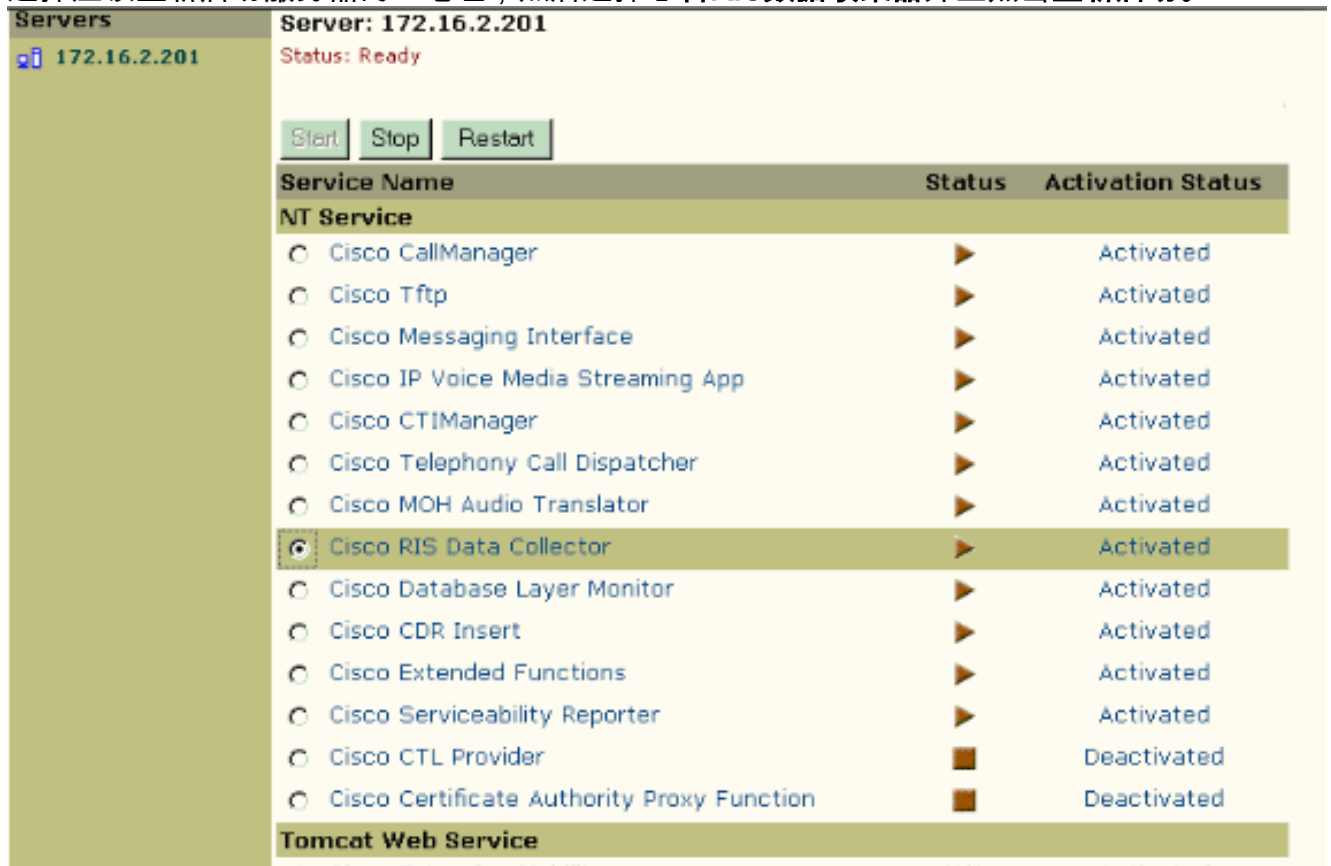 Servers
Server: 172.16.2.201
172.16.2.201
Status: Ready
Start Stop Restart
Service Name Status Activation Status
NT Service
Cisco CallManager Activated
Cisco Tftp Activated
Cisco Messaging Interface Activated
Cisco IP Voice Media Streaming App Activated
Cisco CTIManager Activated
Cisco Telephony Call Dispatcher Activated
Cisco MOH Audio Translator Activated
Cisco RIS Data Collector Activated
Cisco Database Layer Monitor Activated
Cisco CDR Insert Activated
Cisco Extended Functions Activated
Cisco Serviceability Reporter Activated
Cisco CTL Provider Deactivated
Cisco Certificate Authority Proxy Function Deactivated
Tomcat Web Service